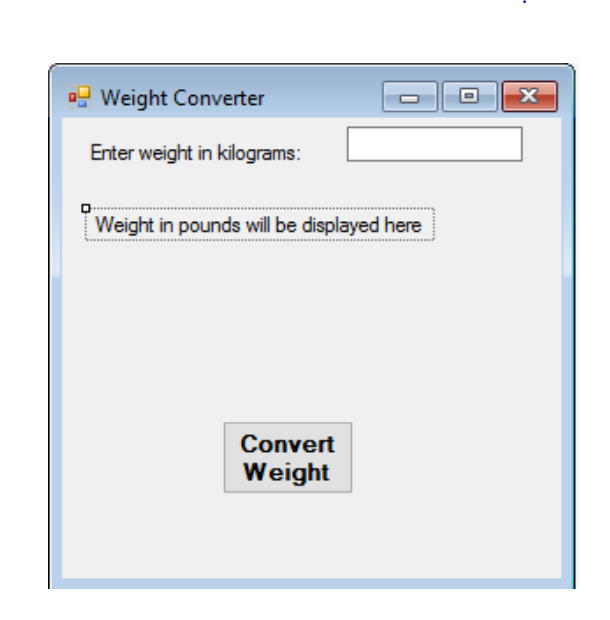 Weight Converter
Enter weight in kilograms:
Weight in pounds will be displayed here
Convert
Weight